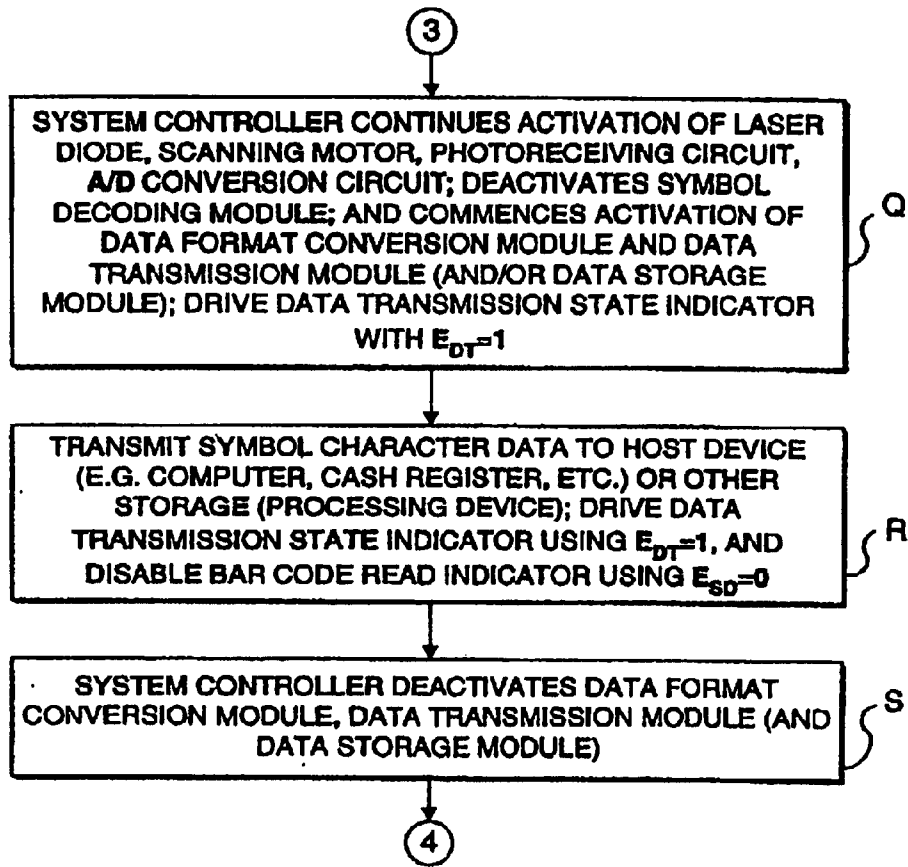 3
SYSTEM CONTROLLER CONTINUES ACTIVATION OF LASER
DIODE, SCANNING MOTOR, PHOTORECEIVING CIRCUIT,
A/D CONVERSION CIRCUIT; DEACTIVATES SYMBOL
DECODING MODULE; AND COMMENCES ACTIVATION OF
DATA FORMAT CONVERSION MODULE AND DATA
TRANSMISSION MODULE (AND/OR DATA STORAGE
MODULE); DRIVE DATA TRANSMISSION STATE INDICATOR
WITH E_DT=1
Q
TRANSMIT SYMBOL CHARACTER DATA TO HOST DEVICE
(E.G. COMPUTER, CASH REGISTER, ETC.) OR OTHER
STORAGE (PROCESSING DEVICE); DRIVE DATA
TRANSMISSION STATE INDICATOR USING E_DT=1, AND
DISABLE BAR CODE READ INDICATOR USING E_SD=0
R
SYSTEM CONTROLLER DEACTIVATES DATA FORMAT
CONVERSION MODULE, DATA TRANSMISSION MODULE (AND
DATA STORAGE MODULE)
S
4